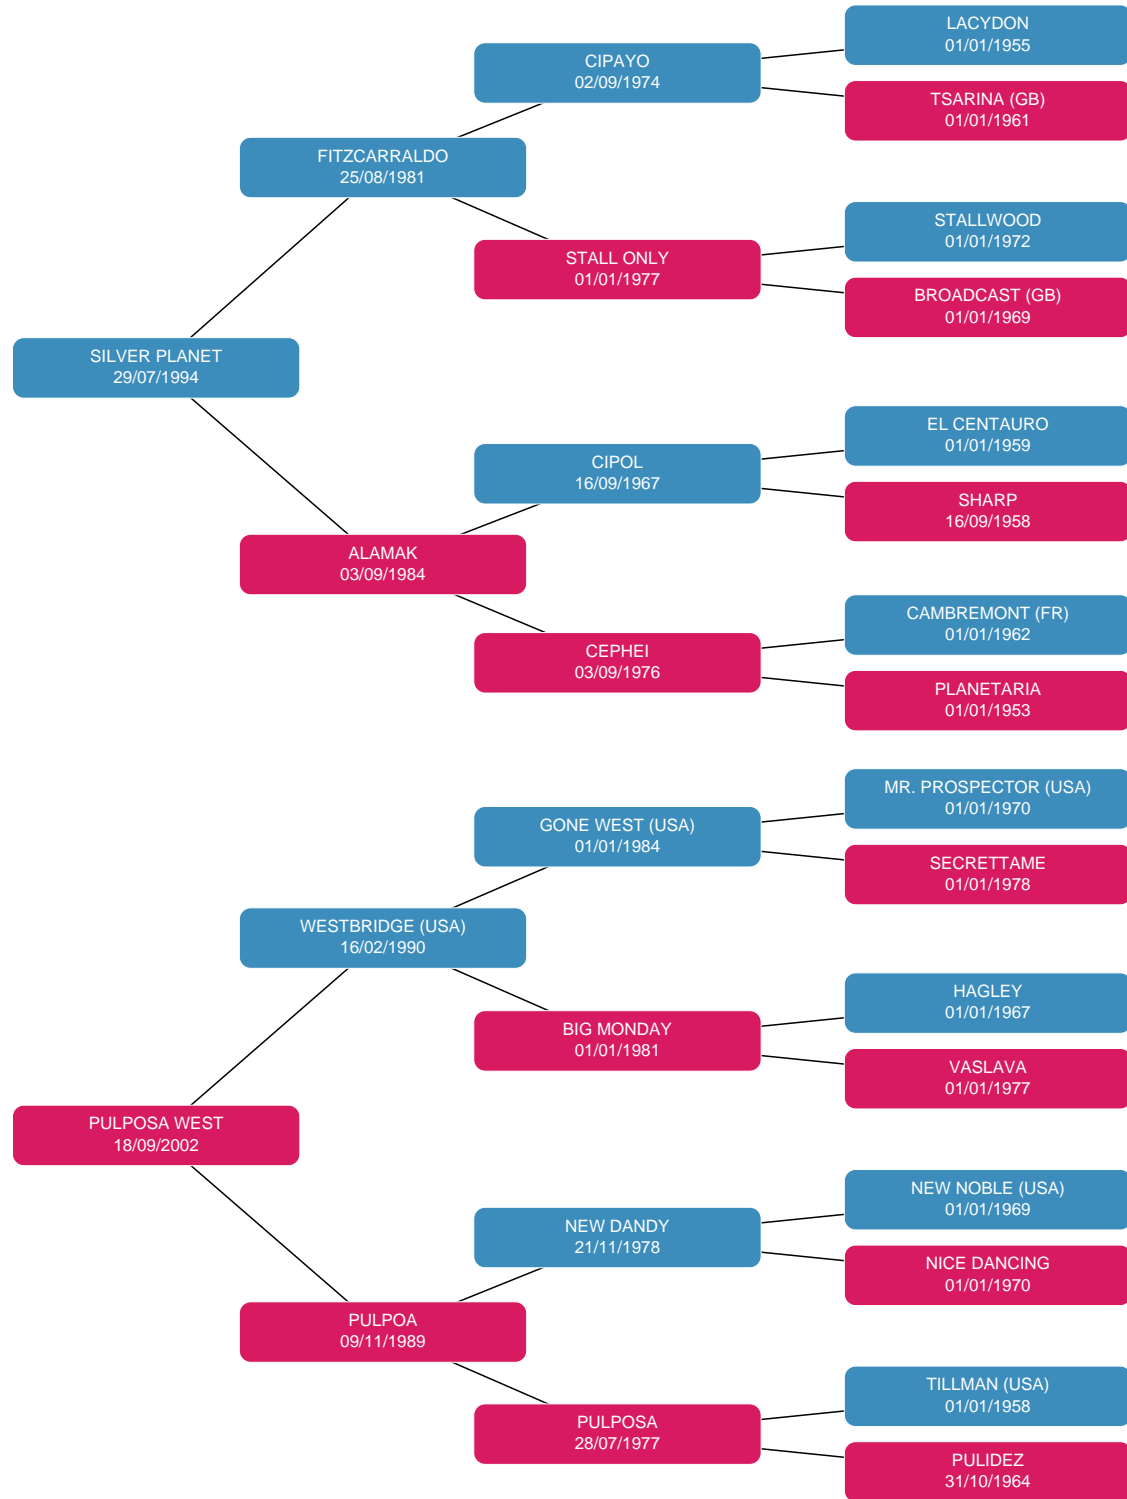 LACYDON
01/01/1955
CIPAYO
02/09/1974
TSARINA (GB)
01/01/1961
FITZCARRALDO
25/08/1981
STALLWOOD
01/01/1972
STALL ONLY
01/01/1977
BROADCAST (GB)
01/01/1969
SILVER PLANET
29/07/1994
EL CENTAURO
01/01/1959
CIPOL
16/09/1967
SHARP
16/09/1958
ALAMAK
03/09/1984
CAMBREMONT (FR)
01/01/1962
CEPHEI
03/09/1976
PLANETARIA
01/01/1953
MR. PROSPECTOR (USA)
01/01/1970
GONE WEST (USA)
01/01/1984
SECRETTAME
01/01/1978
WESTBRIDGE (USA)
16/02/1990
HAGLEY
01/01/1967
BIG MONDAY
01/01/1981
VASLAVA
01/01/1977
PULPOSA WEST
18/09/2002
NEW NOBLE (USA)
01/01/1969
NEW DANDY
21/11/1978
NICE DANCING
01/01/1970
PULPOA
09/11/1989
TILLMAN (USA)
01/01/1958
PULPOSA
28/07/1977
PULIDEZ
31/10/1964